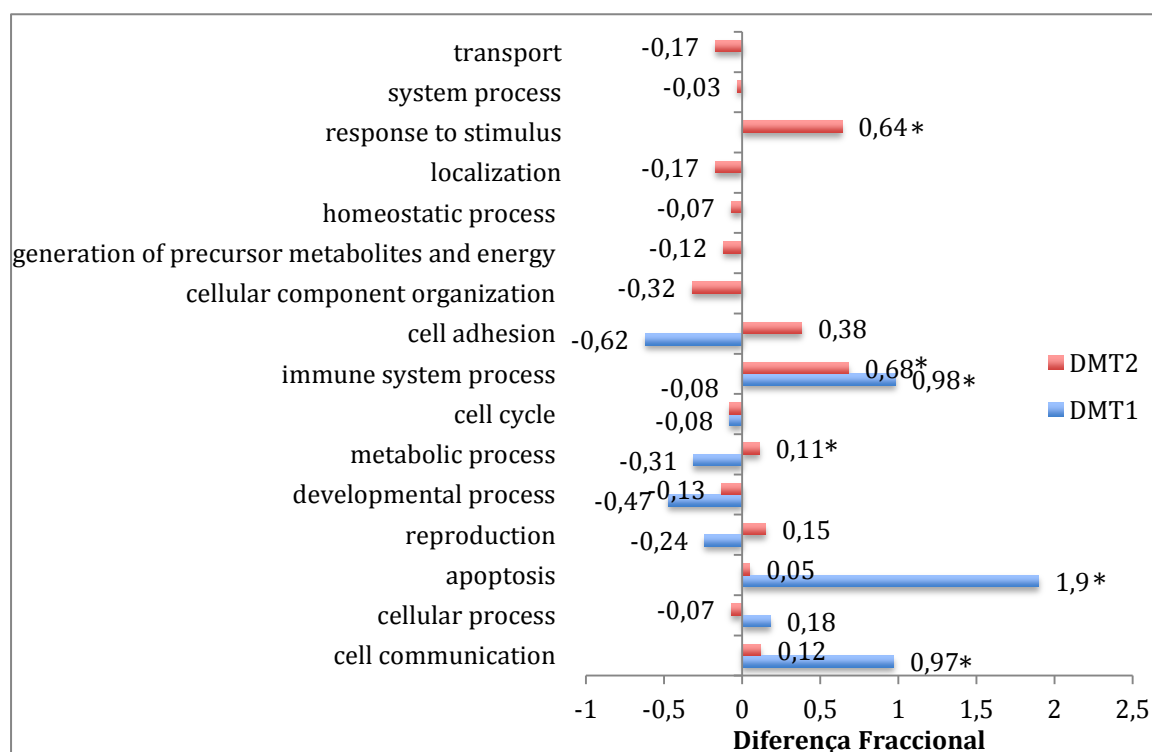 transport -0,17
system process -0,03
response to stimulus 0,64*
localization -0,17
homeostatic process -0,07
generation of precursor metabolites and energy -0,12
cellular component organization -0,32
cell adhesion 0,38
-0,62
immune system process 0,68*
0,98*
-0,08
cell cycle
-0,08
metabolic process 0,11*
-0,31
developmental process -0,13
-0,47
reproduction 0,15
-0,24
apoptosis 0,05
1,9*
cellular process -0,07
0,18
cell communication 0,12
0,97*
DMT2
DMT1
-1 -0,5 0 0,5 1 1,5 2 2,5
Diferença Fraccional